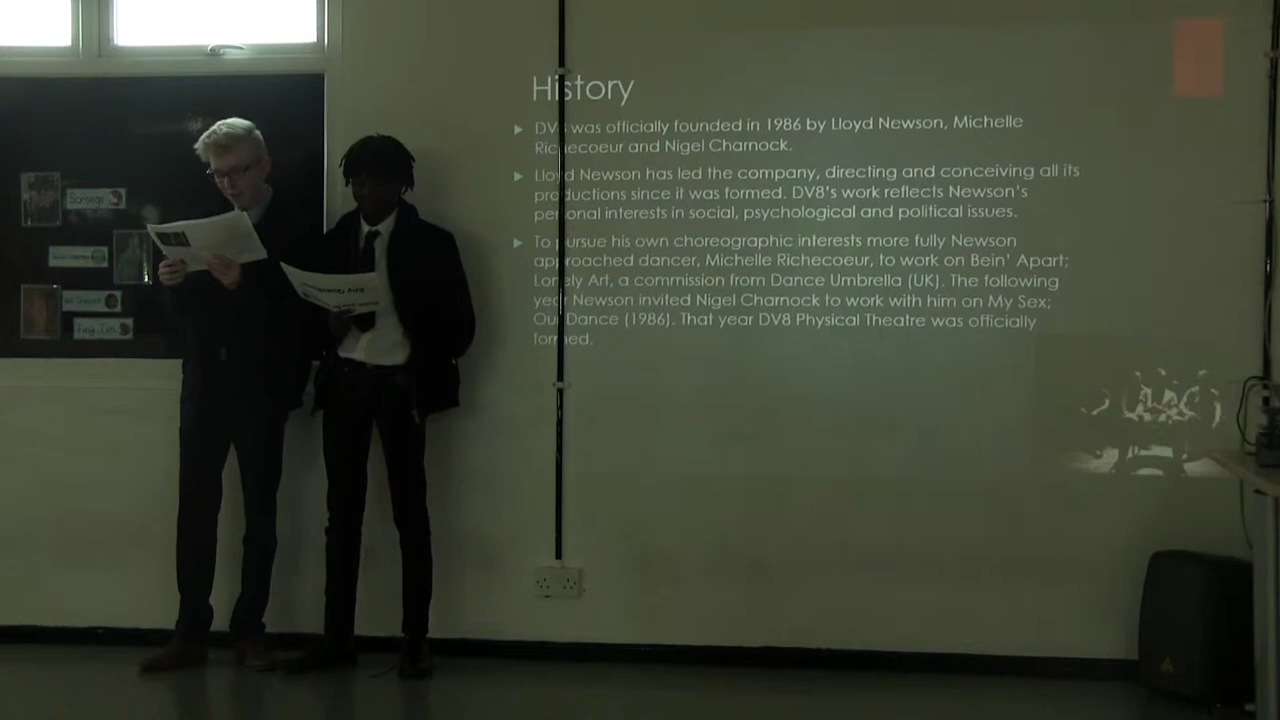 History
DV8 was officially founded in 1986 by Lloyd Newson, Michelle
Richecoeur and Nigel Charnock.
Lloyd Newson has led the company, directing and conceiving all its
productions since it was formed. DV8's work reflects Newson's
personal interests in social, psychological and political issues.
To pursue his own choreographic interests more fully Newson
approached dancer, Michelle Richecoeur, to work on Bein' Apart;
Lonely Art, a commission from Dance Umbrella (UK). The following
year Newson invited Nigel Charnock to work with him on My Sex;
Our Dance (1986). That year DV8 Physical Theatre was officially
formed.